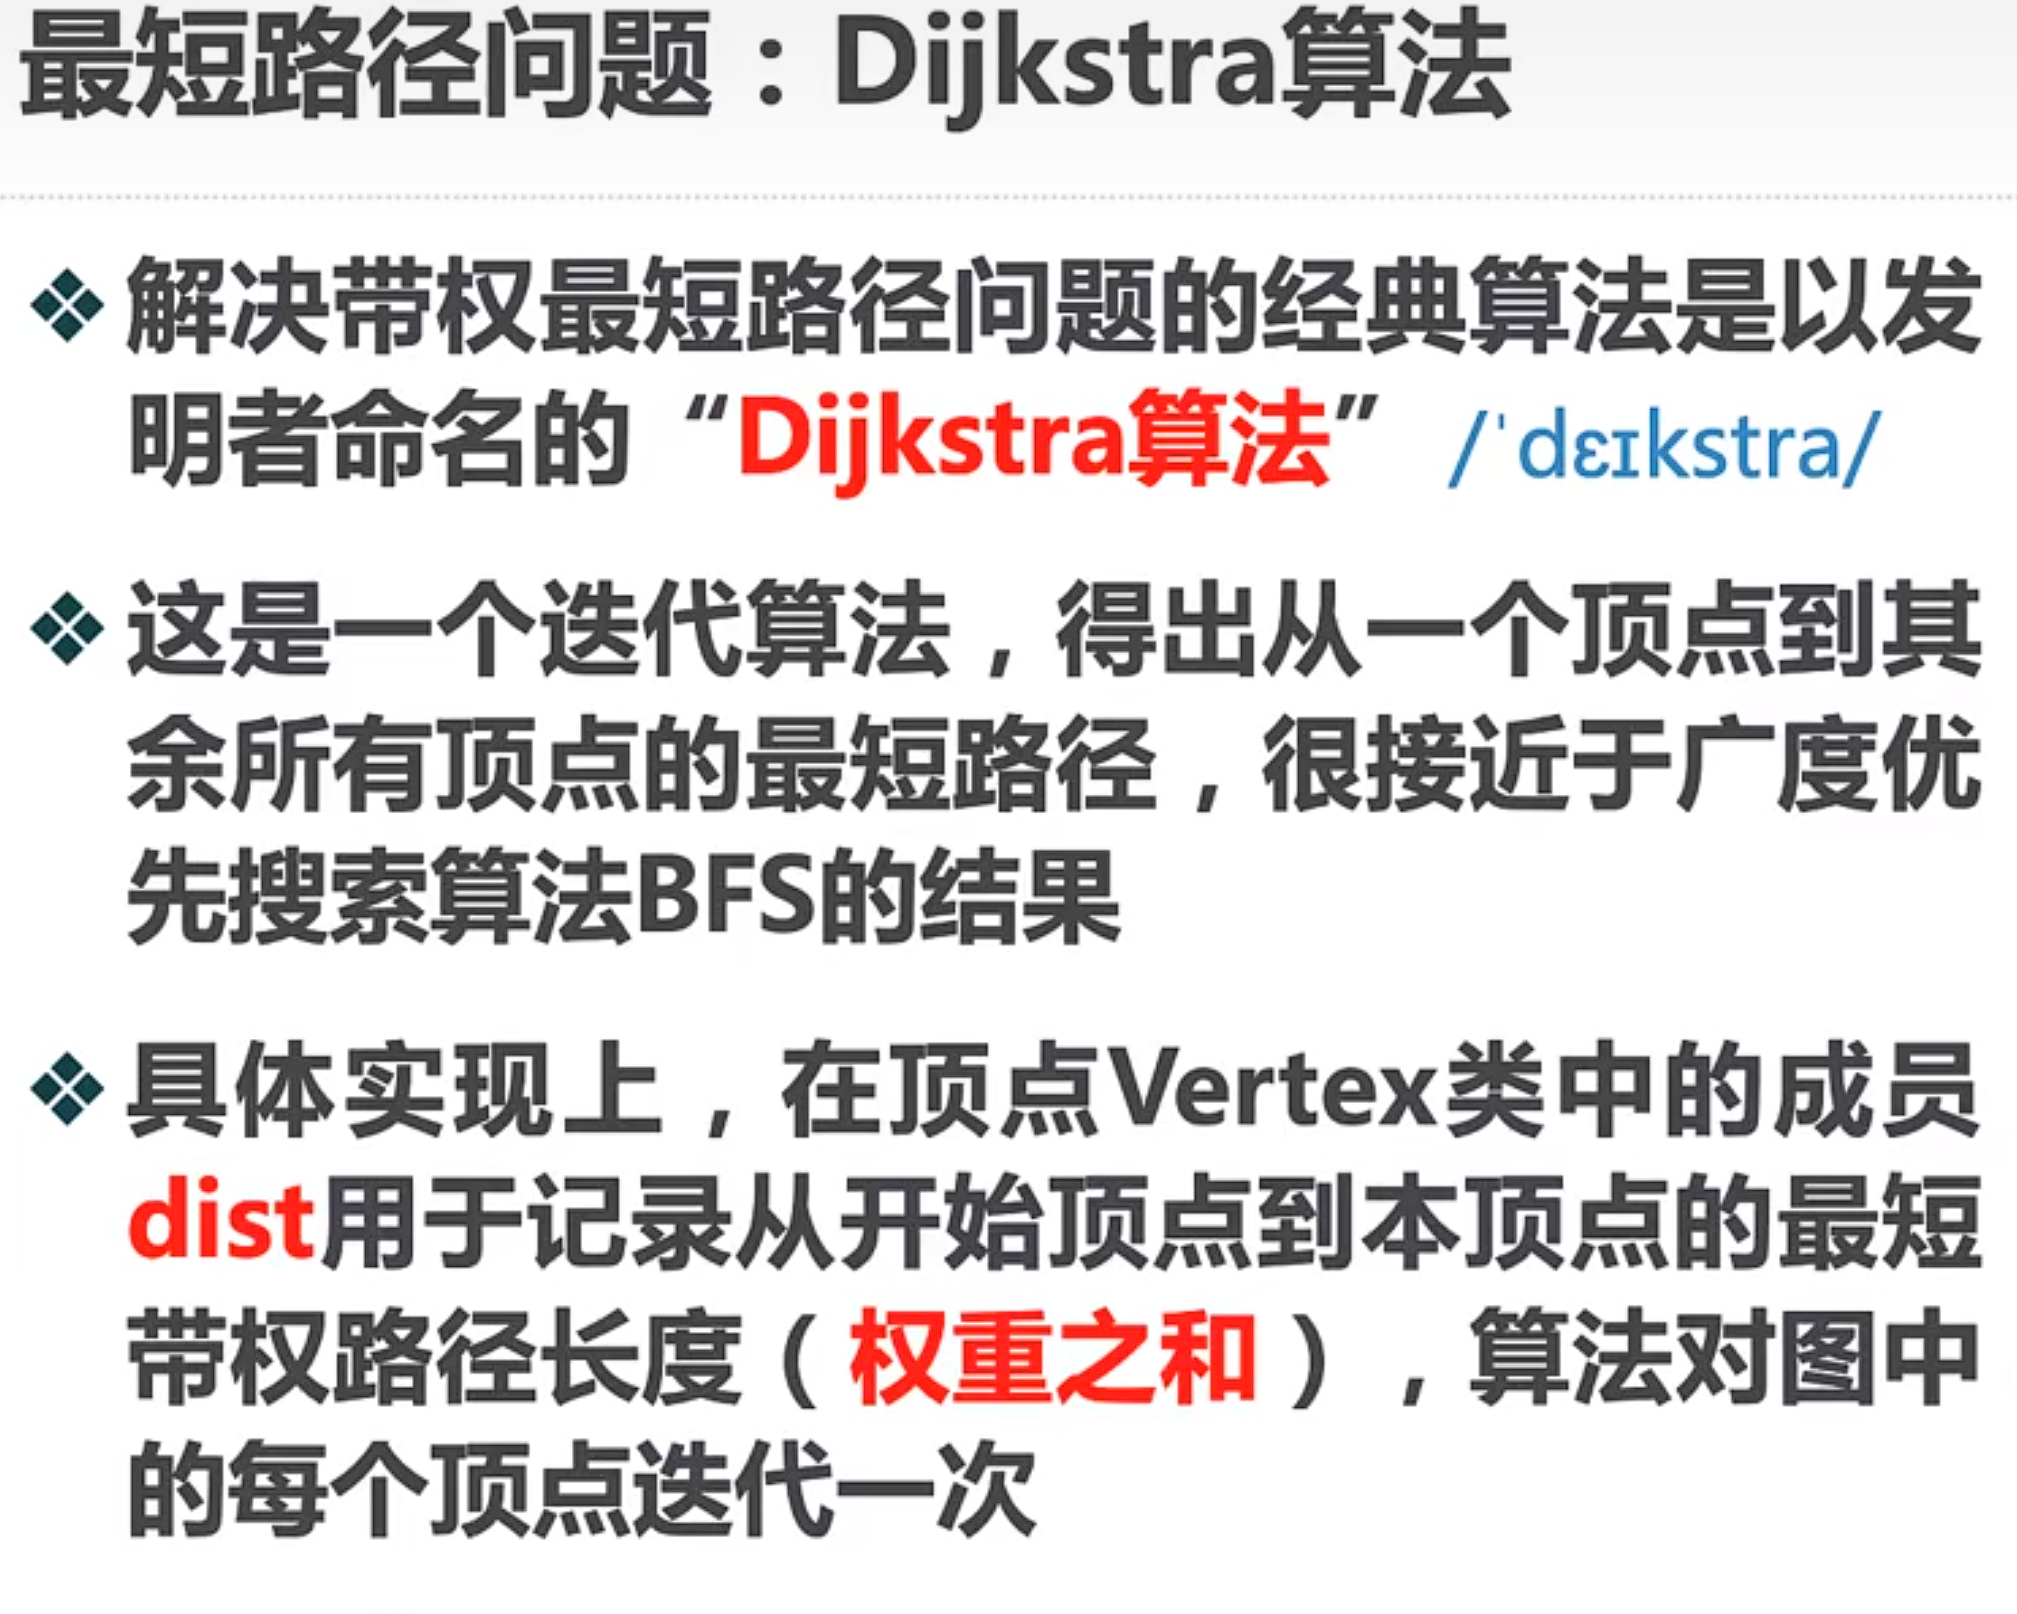 最短路径问题：Dijkstra算法
解决带权最短路径问题的经典算法是以发
明者命名的“Dijkstra算法” /ˈdɛɪkstra/
这是一个迭代算法，得出从一个顶点到其
余所有顶点的最短路径，很接近于广度优
先搜索算法BFS的结果
具体实现上，在顶点Vertex类中的成员
dist用于记录从开始顶点到本顶点的最短
带权路径长度（权重之和），算法对图中
的每个顶点迭代一次